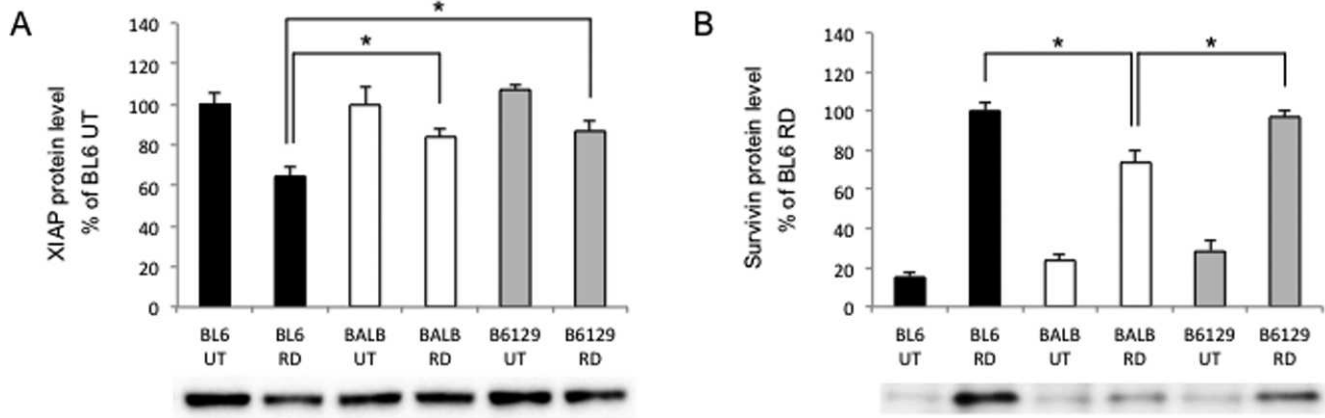 A
XIAP protein level
% of BL6 UT
140
120
100
80
60
40
20
0
*
*
BL6 BL6 BALB BALB B6129 B6129
UT RD UT RD UT RD
B
Survivin protein level
% of BL6 RD
140
120
100
80
60
40
20
0
* *
BL6 BL6 BALB BALB B6129 B6129
UT RD UT RD UT RD